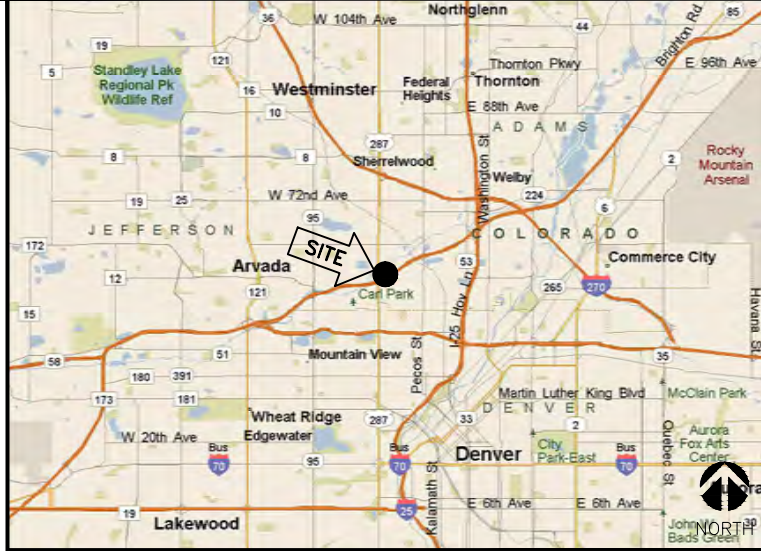 Northglenn
85
36
W 104th Ave
44
19
Brighton Rd
121
Thornton Pkwy
E 96th Ave
5
Standley Lake
Regional Pk
Wildlife Ref
Federal
Heights
Thornton
16
Westminster
E 88th Ave
10
ADAMS
Washington St
287
Rocky
Mountain
Arsenal
8
8
Sherrelwood
2
Welby
W 72nd Ave
224
19
25
6
95
JEFFERSON
COLORADO
172
SITE
53
Commerce City
Arvada
12
265
270
121
Carl Park
I-25 Hov Ln
Havana St
15
58
51
Mountain View
35
Pecos St
180
391
Martin Luther King Blvd
McClain Park
173
181
DENVER
Wheat Ridge
287
33
2
Edgewater
W 20th Ave
City
Park-East
Aurora
Fox Arts
Center
Quebec St
Bus
70
95
Bus
70
Denver
Bus
70
Kalamath St
E 6th Ave
E 6th Ave
25
19
Lakewood
NORTH
30
Bads Green